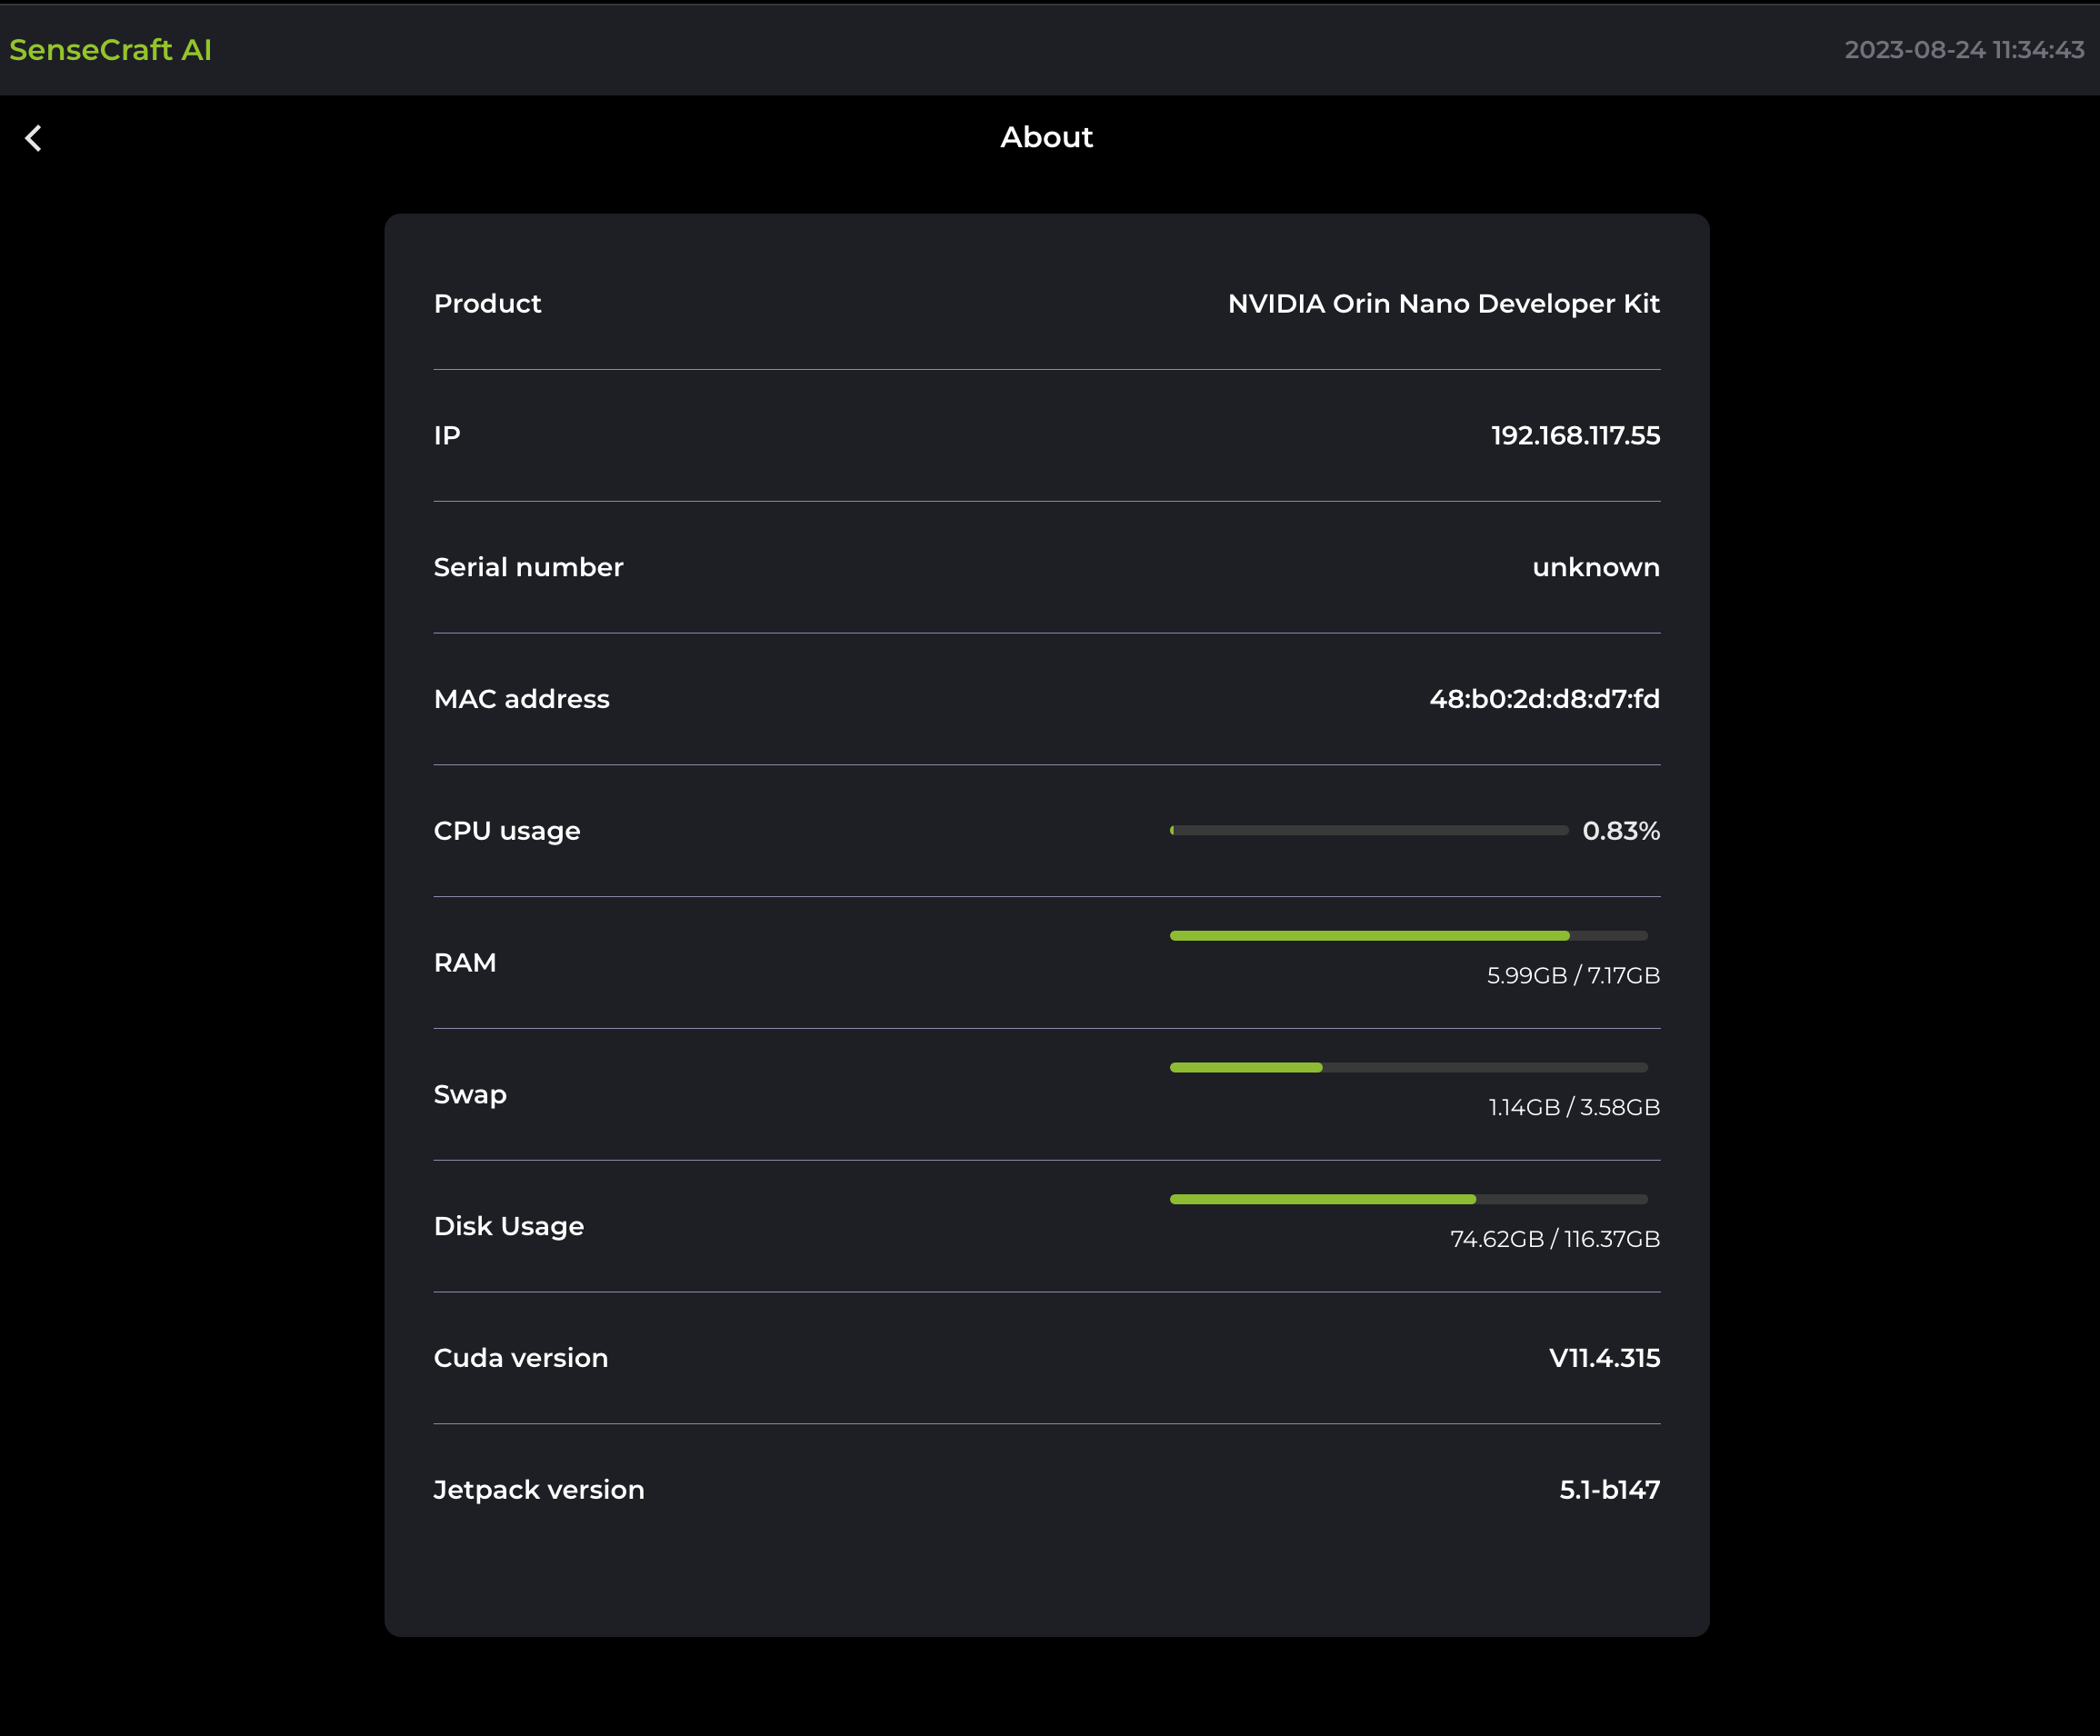 SenseCraft AI
2023-08-24 11:34:43
About
Product
NVIDIA Orin Nano Developer Kit
IP
192.168.117.55
Serial number
unknown
MAC address
48:b0:2d:d8:d7:fd
CPU usage
0.83%
RAM
5.99GB / 7.17GB
Swap
1.14GB / 3.58GB
Disk Usage
74.62GB / 116.37GB
Cuda version
V11.4.315
Jetpack version
5.1-b147